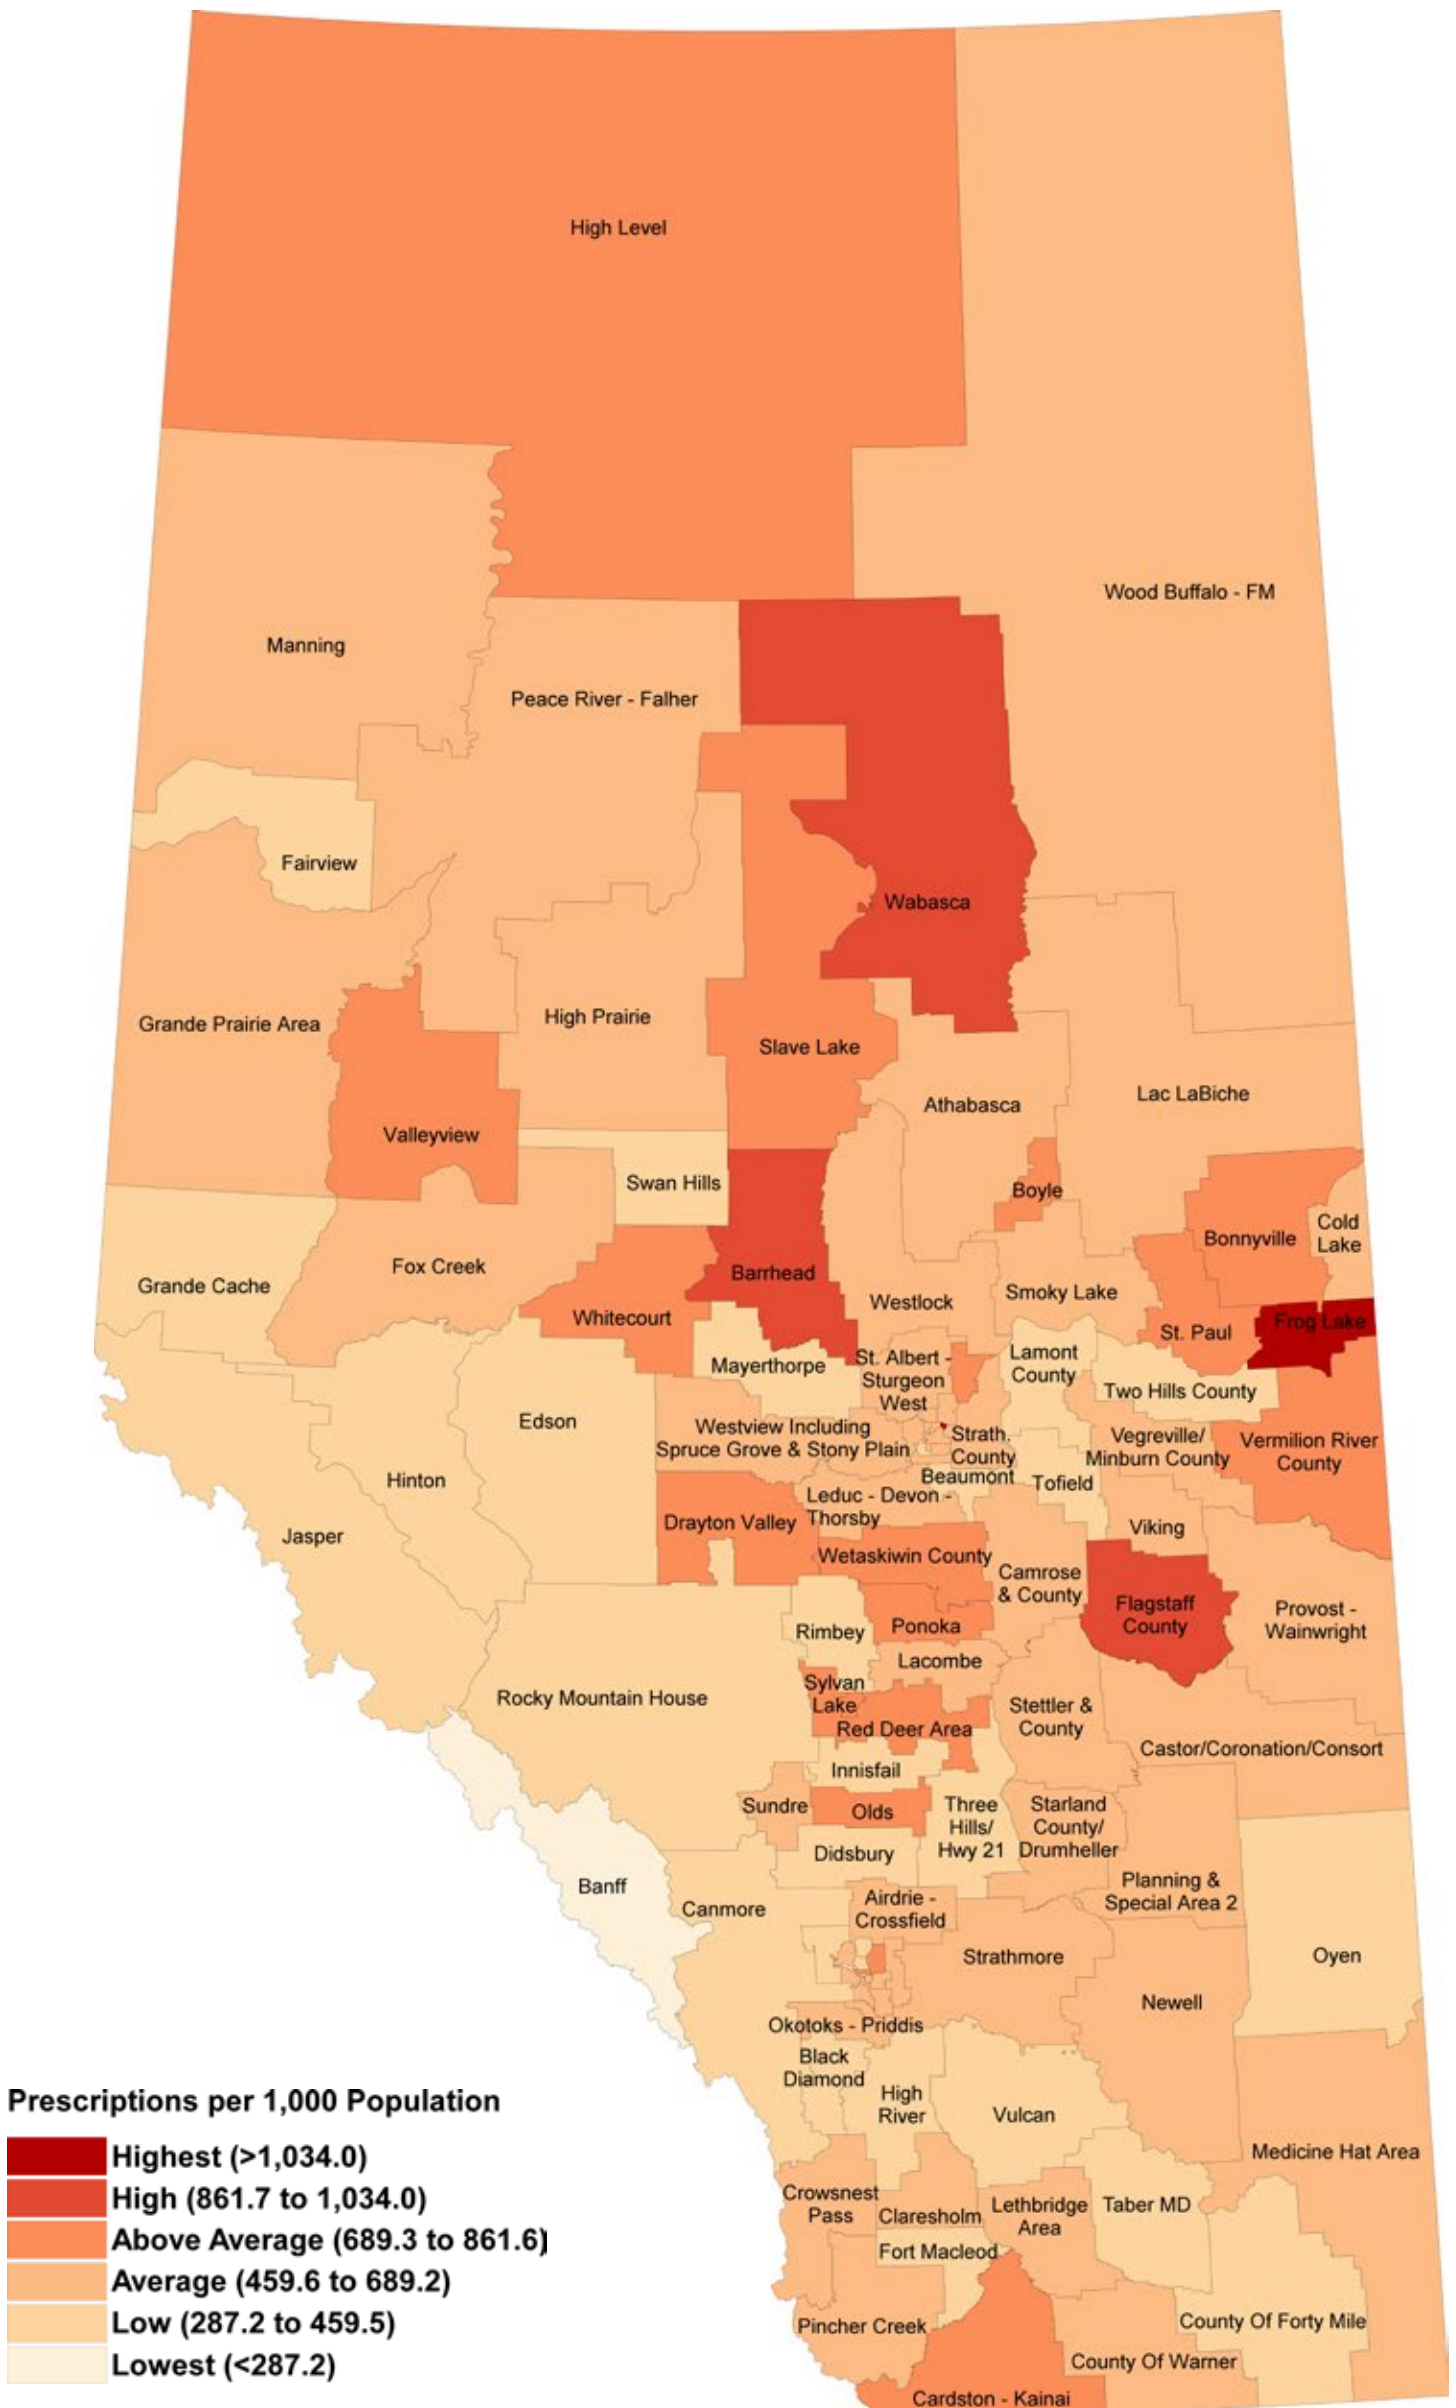 High Level
Wood Buffalo - FM
Manning
Peace River - Falher
Fairview
Wabasca
Grande Prairie Area
High Prairie
Slave Lake
Lac LaBiche
Athabasca
Valleyview
Swan Hills
Boyle
Cold
Lake
Bonnyville
Fox Creek
Barrhead
Grande Cache
Smoky Lake
Westlock
Whitecourt
Frog Lake
St. Paul
Lamont
County
Mayerthorpe
St. Albert -
Sturgeon
West
Two Hills County
Edson
Westview Including
Spruce Grove & Stony Plain
Strath.
County
Vegreville/
Minburn County
Vermilion River
County
Hinton
Beaumont
Tofield
Leduc - Devon -
Thorsby
Jasper
Drayton Valley
Viking
Wetaskiwin County
Camrose
& County
Flagstaff
County
Provost -
Wainwright
Rimbey
Ponoka
Lacombe
Rocky Mountain House
Sylvan
Lake
Stettler &
County
Red Deer Area
Castor/Coronation/Consort
Innisfail
Sundre
Olds
Three
Hills/
Hwy 21
Starland
County/
Drumheller
Didsbury
Banff
Planning &
Special Area 2
Canmore
Airdrie -
Crossfield
Strathmore
Oyen
Newell
Okotoks - Priddis
Black
Diamond
High
River
Vulcan
Medicine Hat Area
Crowsnest
Pass
Claresholm
Lethbridge
Area
Taber MD
Fort Macleod
Pincher Creek
County Of Forty Mile
County Of Warner
Cardston - Kainai
Prescriptions per 1,000 Population
Highest (>1,034.0)
High (861.7 to 1,034.0)
Above Average (689.3 to 861.6)
Average (459.6 to 689.2)
Low (287.2 to 459.5)
Lowest (<287.2)